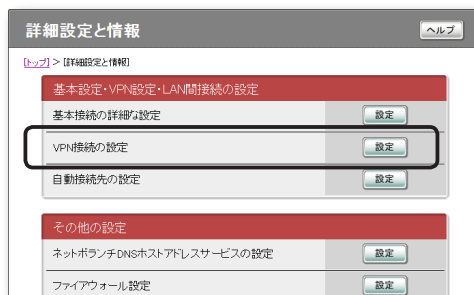 詳細設定と情報
ヘルプ
[トップ] > [詳細設定と情報]
基本設定・VPN設定・LAN間接続の設定
基本接続の詳細な設定
設定
VPN接続の設定
設定
自動接続先の設定
設定
その他の設定
ネットボランチDNSホストアドレスサービスの設定
設定
ファイアウォール設定
設定